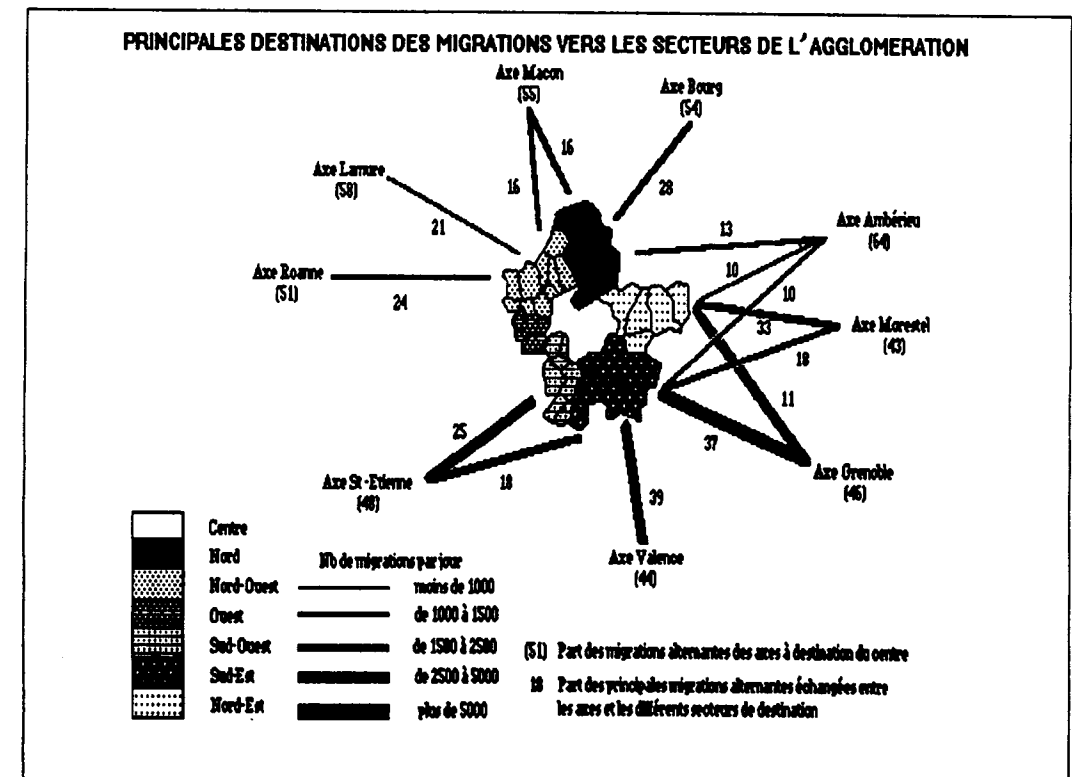 PRINCIPALES DESTINATIONS DES MIGRATIONS VERS LES SECTEURS DE L'AGGLOMERATION
Axe Macon
(55)
Axe Bourg
(54)
16
16
28
Axe Lamure
(58)
21
Axe Ambérieu
(64)
13
10
10
Axe Roanne
(51)
24
33
Axe Morestel
(43)
18
11
37
25
18
39
Axe Grenoble
(46)
Axe St-Etienne
(48)
Axe Valence
(44)
Centre
Nord
Nord-Ouest
Ouest
Sud-Ouest
Sud-Est
Nord-Est
Nb de migrations par jour
moins de 1000
de 1000 à 1500
de 1500 à 2500
de 2500 à 5000
plus de 5000
(51) Part des migrations alternantes des axes à destination du centre
18 Part des principales migrations alternantes échangées entre
les axes et les différents secteurs de destination